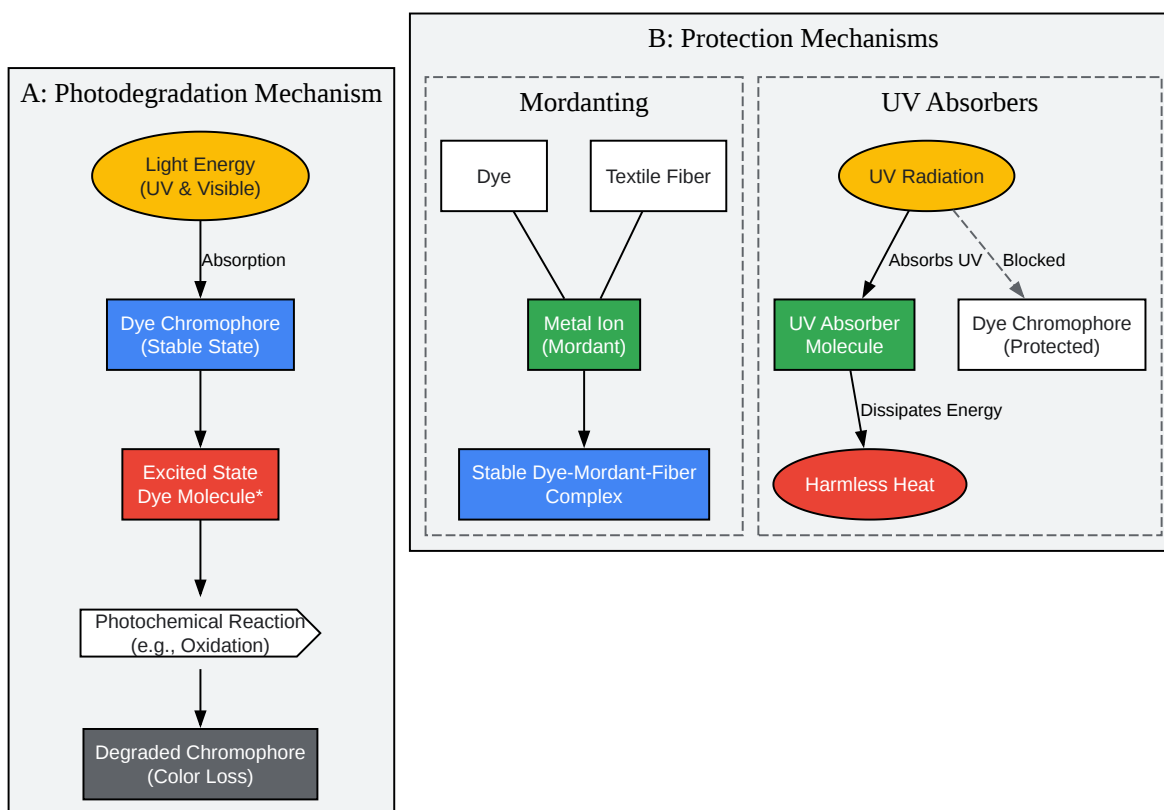 A: Photodegradation Mechanism
Light Energy
(UV & Visible)
Absorption
Dye Chromophore
(Stable State)
Excited State
Dye Molecule*
Photochemical Reaction
(e.g., Oxidation)
Degraded Chromophore
(Color Loss)
B: Protection Mechanisms
Mordanting
Dye
Textile Fiber
Metal Ion
(Mordant)
Stable Dye-Mordant-Fiber
Complex
UV Absorbers
UV Radiation
Absorbs UV
Blocked
UV Absorber
Molecule
Dye Chromophore
(Protected)
Dissipates Energy
Harmless Heat